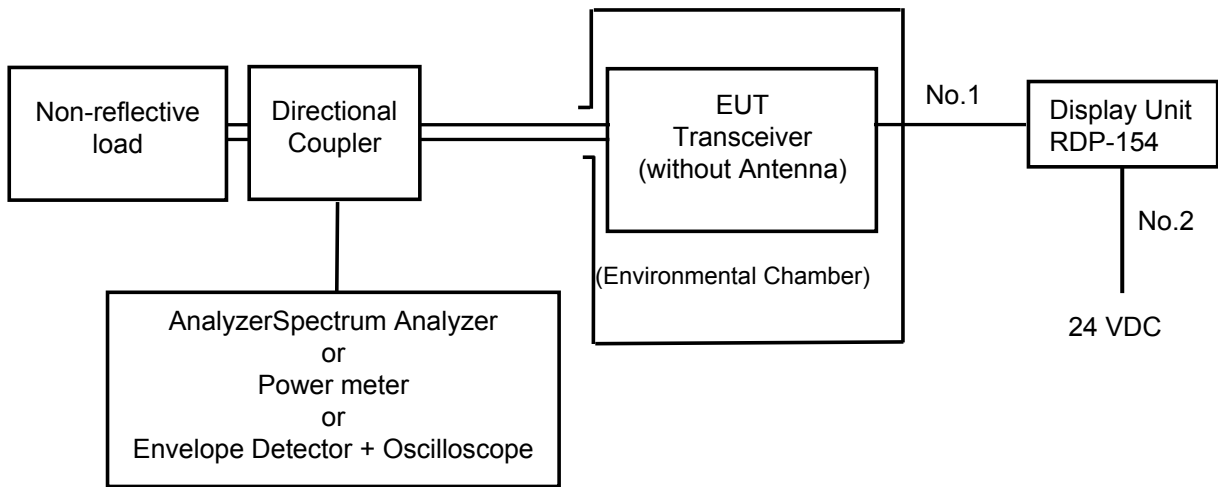 Non-reflective
load
Directional
Coupler
EUT
Transceiver
(without Antenna)
No.1
Display Unit
RDP-154
No.2
(Environmental Chamber)
24 VDC
AnalyzerSpectrum Analyzer
or
Power meter
or
Envelope Detector + Oscilloscope